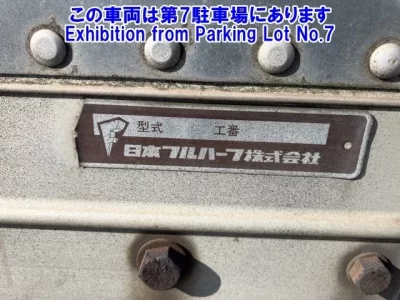 この車両は第7駐車場にあります
Exhibition from Parking Lot No.7
型式 工番
日本フルハーフ株式会社